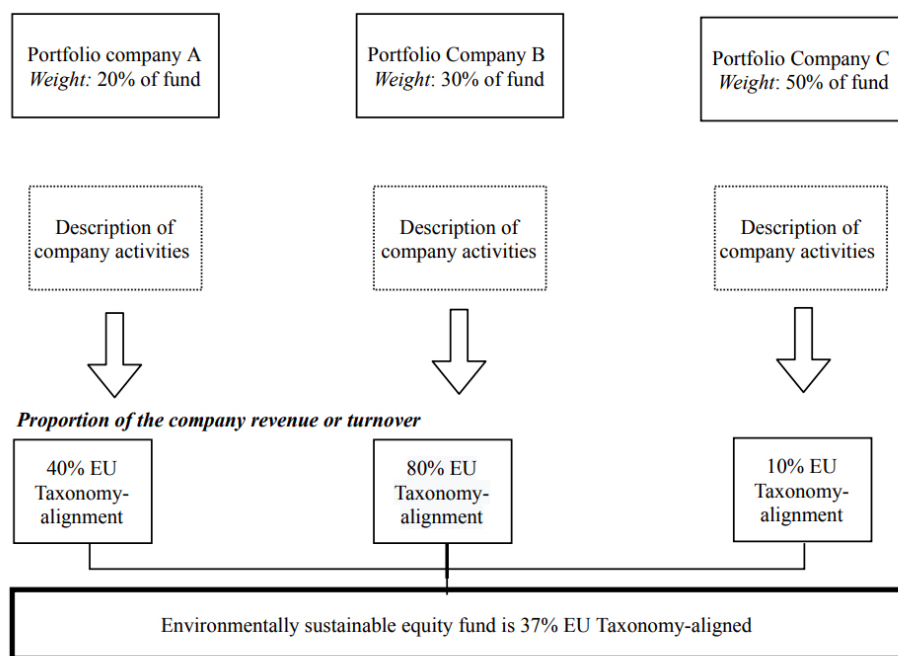 Portfolio company A
Weight: 20% of fund
Portfolio Company B
Weight: 30% of fund
Portfolio Company C
Weight: 50% of fund
Description of
company activities
Description of
company activities
Description of
company activities
Proportion of the company revenue or turnover
40% EU
Taxonomy-
alignment
80% EU
Taxonomy-
alignment
10% EU
Taxonomy-
alignment
Environmentally sustainable equity fund is 37% EU Taxonomy-aligned